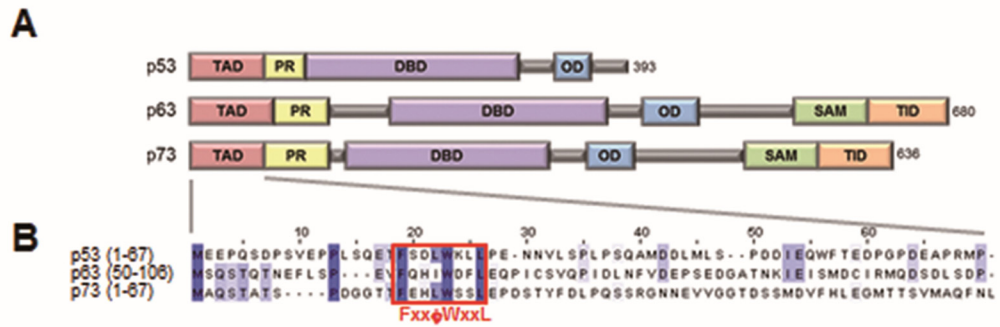 A
p53 TAD PR DBD OD 393
p63 TAD PR DBD OD SAM TID 680
p73 TAD PR DBD OD SAM TID 636
B
10 20 30 40 50 60
p53 (1-67) MEEPQSDPSVEPPLSQETFSDLWKLLPE-NNVLSPLPSQAMDDLMLS--PDDIEQWFTEDPGPDEAPRMP-
p63 (50-106) MSQSTQTNEFLSP----EVFQHIWDFLEQPICSVQPIDLNFVDEPSEDGATNKIEISMDCIRMQDSDLSDP-
p73 (1-67) MAQSTATS----PDGGTTFEHLWSSLEPDSTYFDLPQSSRGNNEVVGGTDSSMDVFHLEGMTTSVMAQFNL
FxxψWxxL